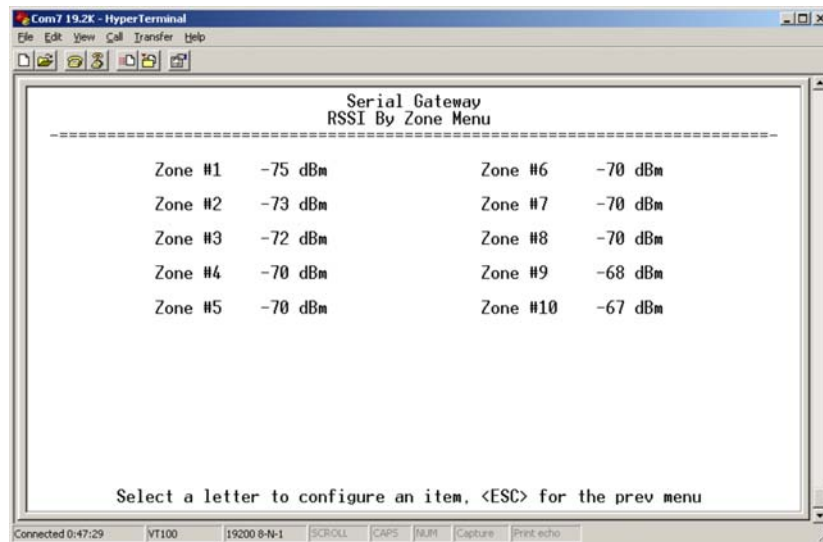 Com7 19.2K - HyperTerminal
File Edit View Call Transfer Help
Serial Gateway
RSSI By Zone Menu
-==========================================================================-
Zone #1 -75 dBm Zone #6 -70 dBm
Zone #2 -73 dBm Zone #7 -70 dBm
Zone #3 -72 dBm Zone #8 -70 dBm
Zone #4 -70 dBm Zone #9 -68 dBm
Zone #5 -70 dBm Zone #10 -67 dBm
Select a letter to configure an item, <ESC> for the prev menu
Connected 0:47:29 VT100 19200 8-N-1 SCROLL CAPS NUM Capture Print echo